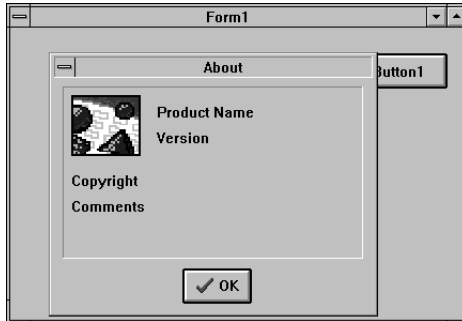 Form1
About
Button1
Product Name
Version
Copyright
Comments
OK